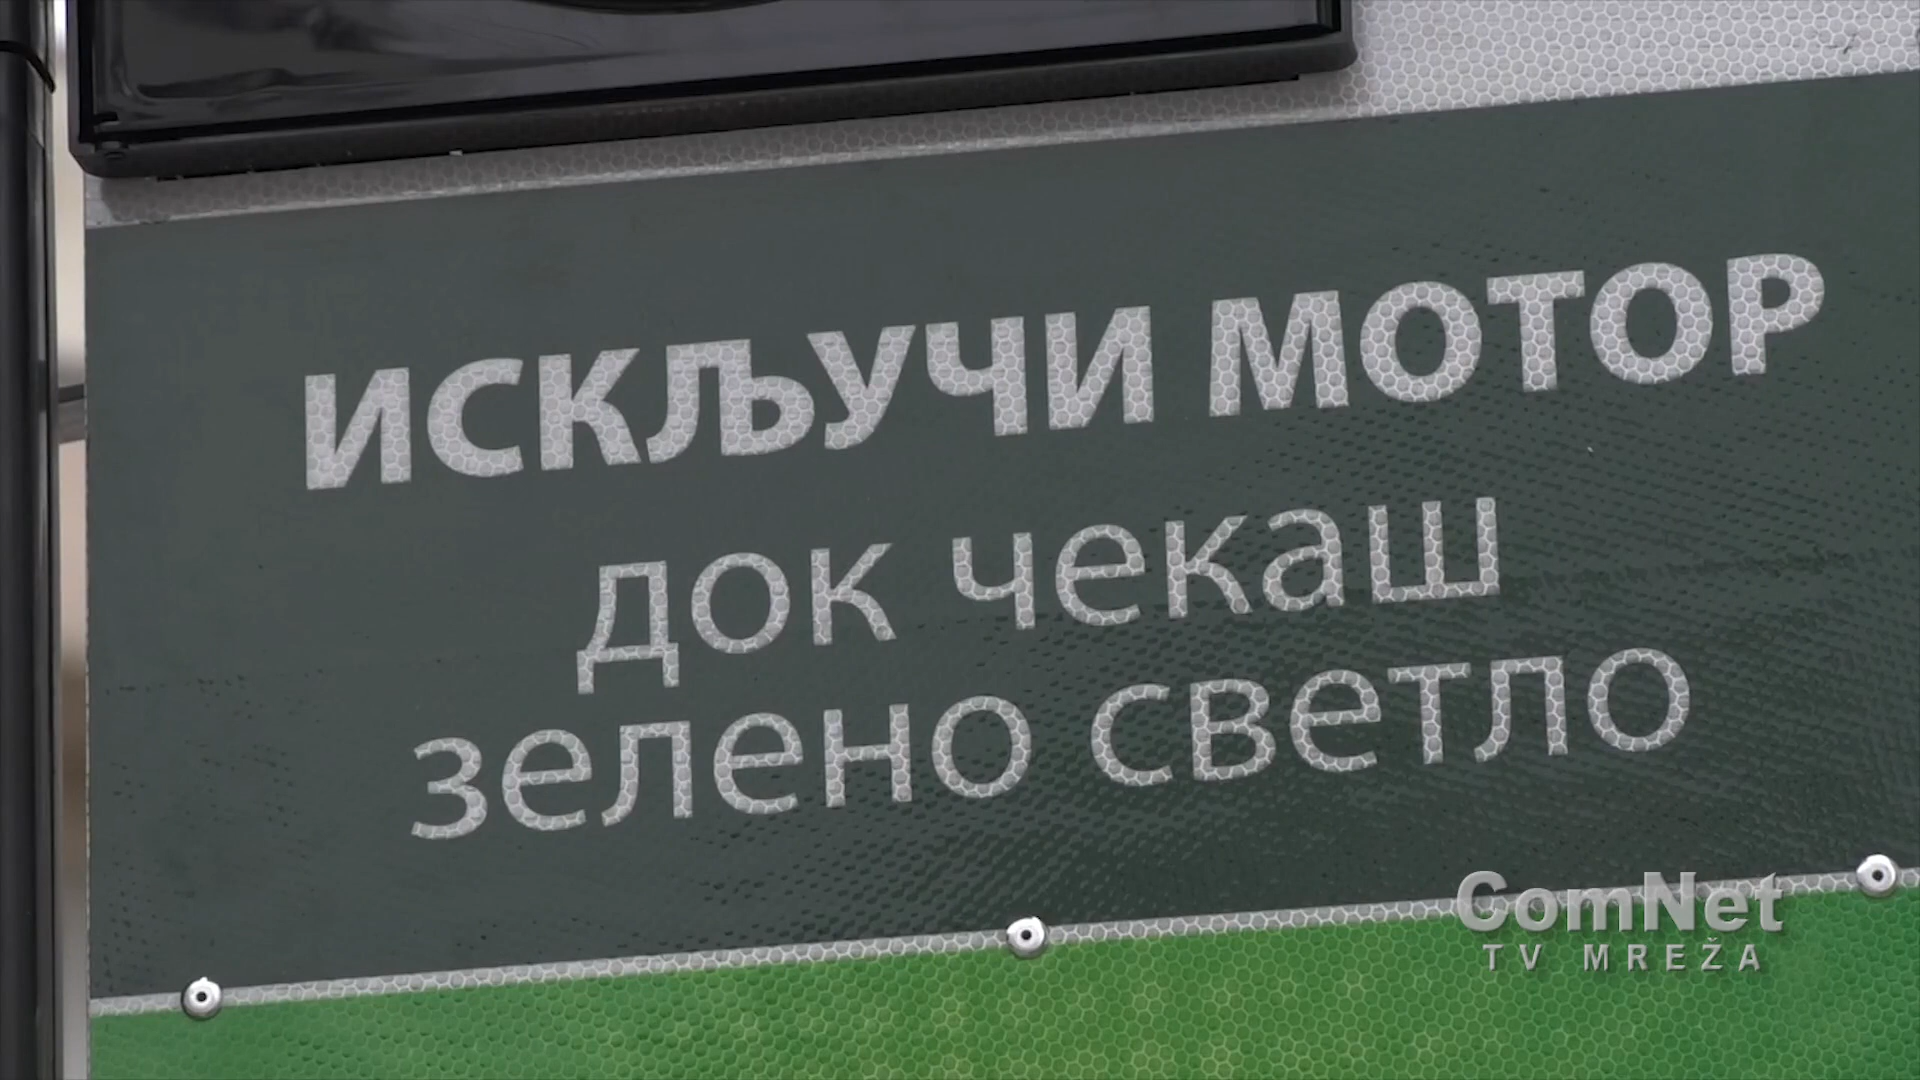 ИСКЉУЧИ МОТОР
док чекаш
зелено светло
ComNet
TV MREŽA